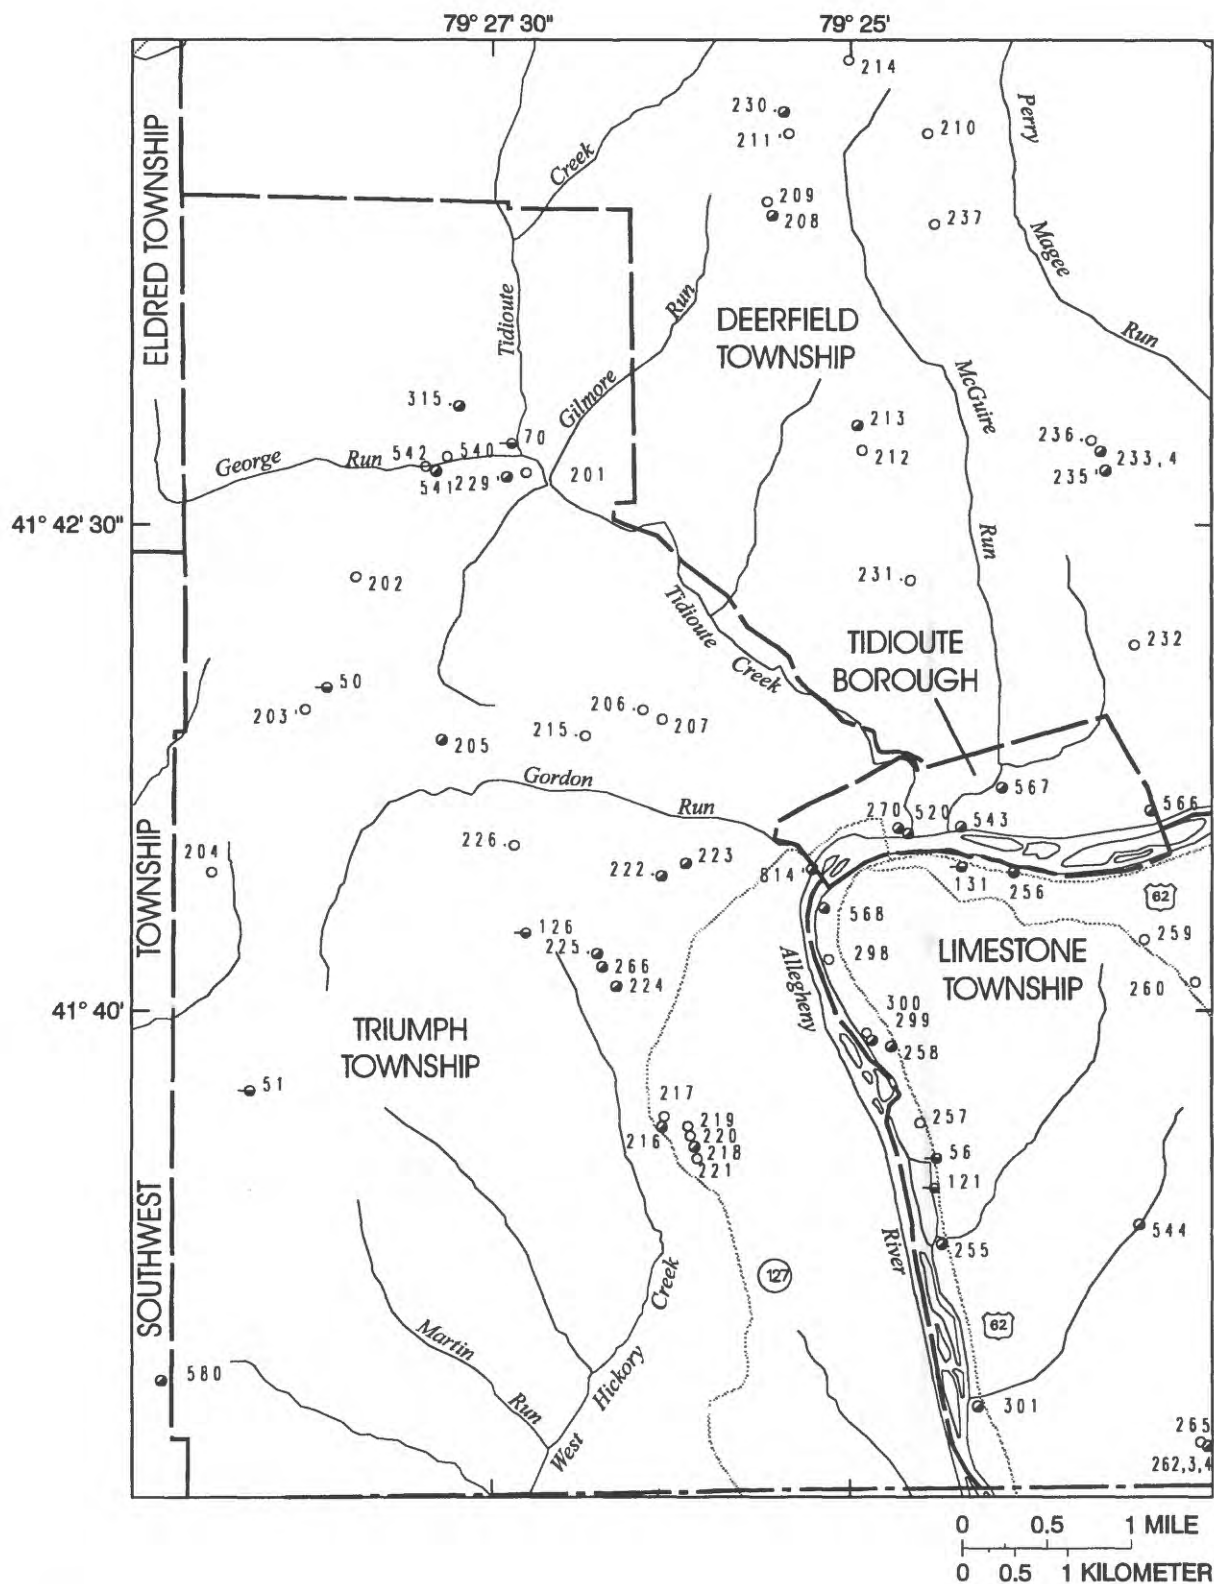 79° 27' 30"
79° 25'
214
230
211
210
Perry
Creek
209
208
237
Magee
ELDRED TOWNSHIP
Run
DEERFIELD
TOWNSHIP
Tidioute
Run
Gilmore
McGuire
315
213
70
236
542
540
212
233,4
George
Run
541
229
201
235
41° 42' 30"
Run
202
231
Tidioute
Creek
TIDIOUTE
BOROUGH
232
50
203
206
207
215
205
Gordon
Run
567
270
520
543
566
226
204
223
222
814
131
256
62
TOWNSHIP
568
126
259
225
298
LIMESTONE
TOWNSHIP
266
224
260
Allegheny
41° 40'
300
299
TRIUMPH
TOWNSHIP
258
51
217
219
257
216
220
218
56
221
121
544
River
255
SOUTHWEST
127
Creek
62
Martin
580
Hickory
Run
301
West
265
262,3,4
0 0.5 1 MILE
0 0.5 1 KILOMETER